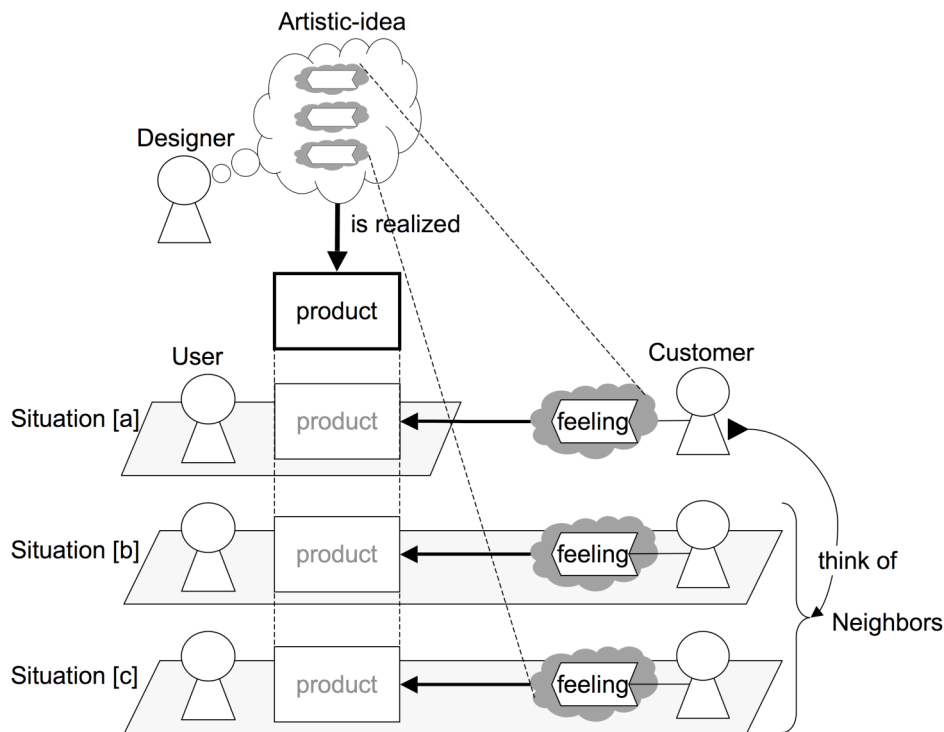 Artistic-idea
Designer
is realized
product
User
Customer
Situation [a]
product
feeling
Situation [b]
product
feeling
think of
Neighbors
Situation [c]
product
feeling